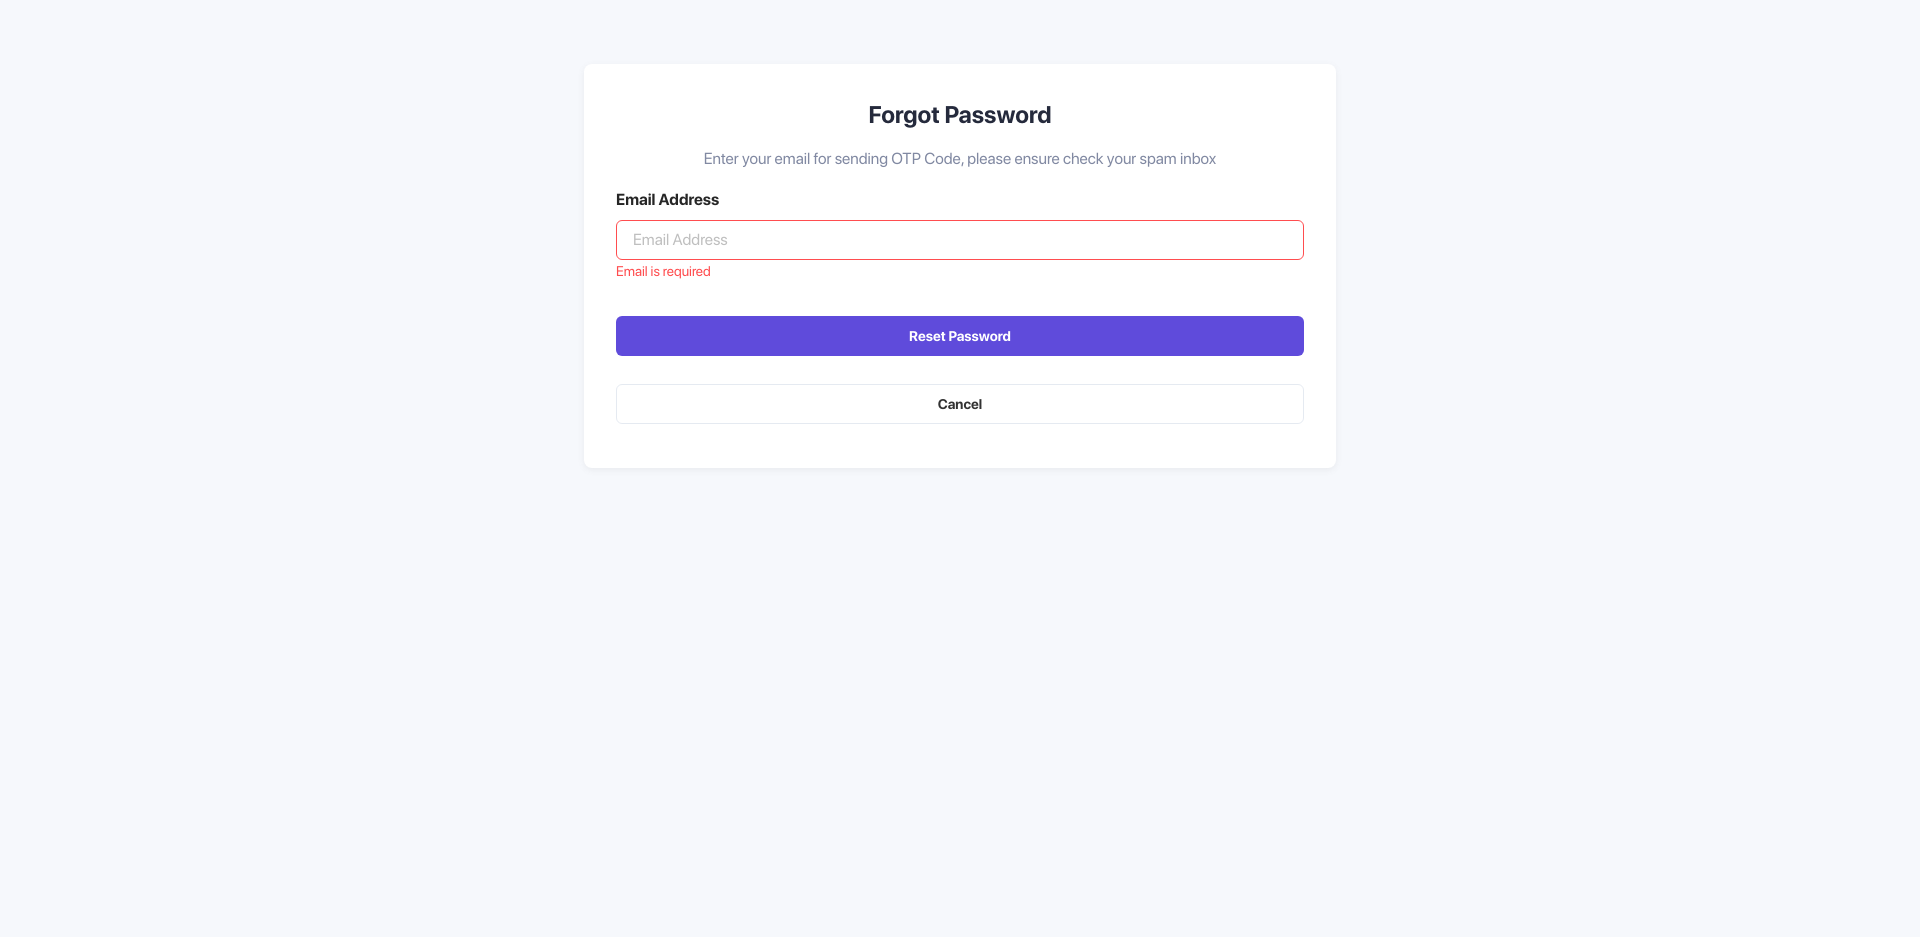 Forgot Password
Enter your email for sending OTP Code, please ensure check your spam inbox
Email Address
Email Address
Email is required
Reset Password
Cancel